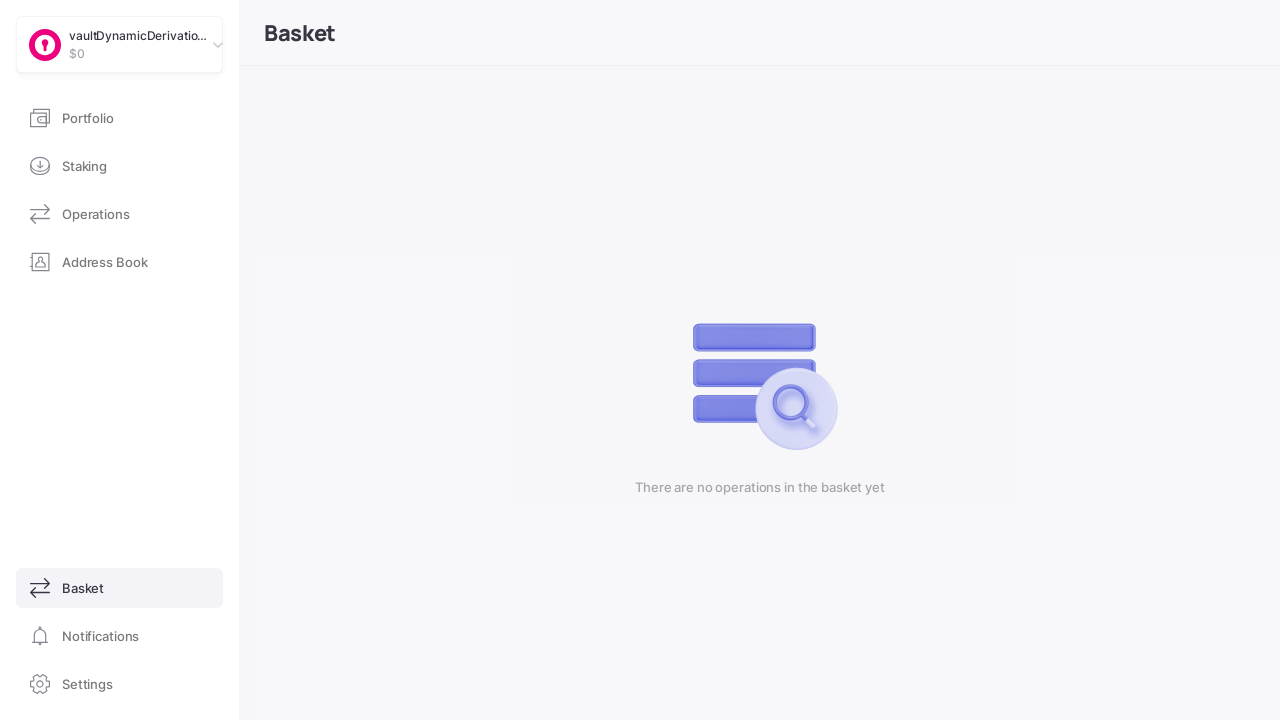 vaultDynamicDerivatio...
$0
Portfolio
Staking
Operations
Address Book
Basket
Notifications
Settings
Basket
There are no operations in the basket yet